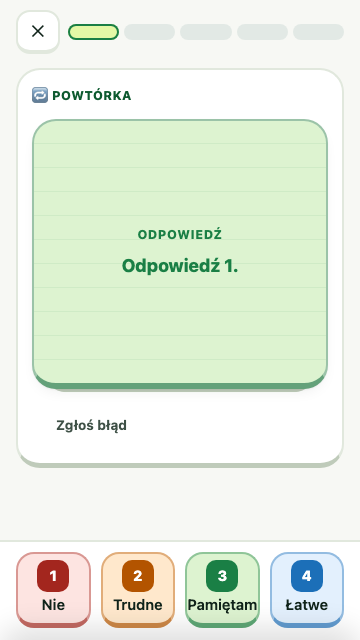 POWTÓRKA
ODPOWIEDŹ
Odpowiedź 1.
Zgłoś błąd
1 2 3 4
Nie Trudne Pamiętam Łatwe